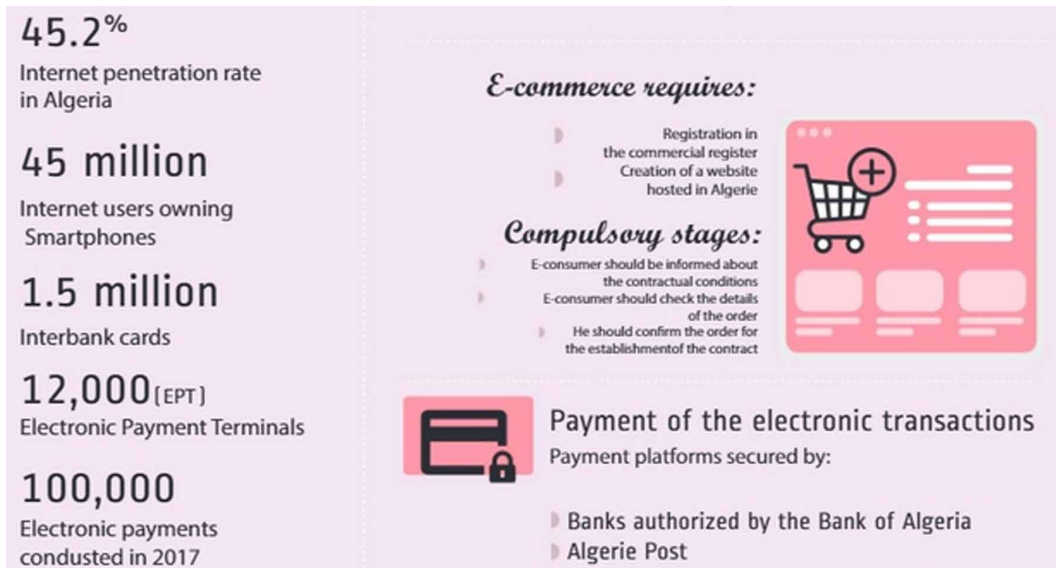 45.2%
Internet penetration rate
in Algeria
45 million
Internet users owning
Smartphones
1.5 million
Interbank cards
12,000(EPT)
Electronic Payment Terminals
100,000
Electronic payments
condusted in 2017
E-commerce requires:
Registration in
the commercial register
Creation of a website
hosted in Algerie
Compulsory stages:
E-consumer should be informed about
the contractual conditions
E-consumer should check the details
of the order
He should confirm the order for
the establishmentof the contract
Payment of the electronic transactions
Payment platforms secured by:
Banks authorized by the Bank of Algeria
Algerie Post